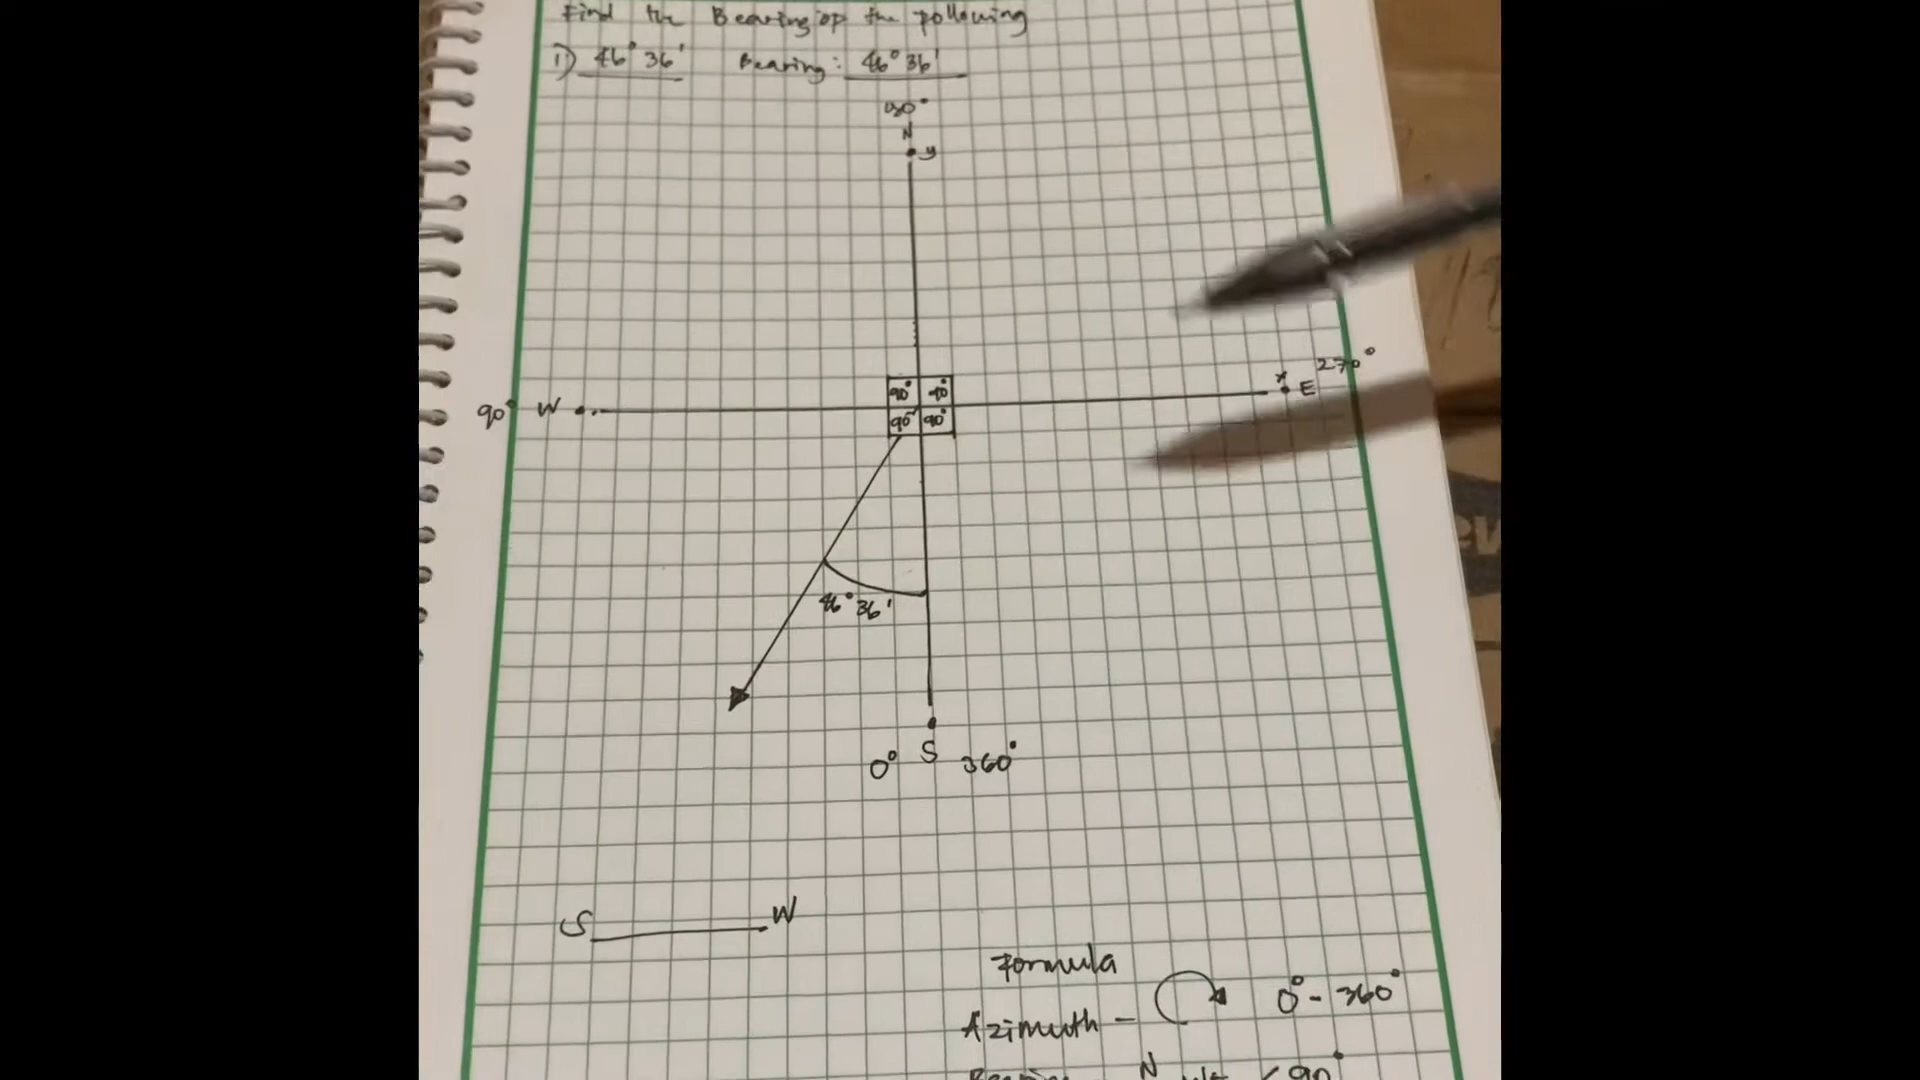 Find the Bearing of the following
1) 46° 36' Bearing: 46° 36'
N
y
90° 90°
x
E 270°
90° W
90° 90°
46° 36'
0° S 360°
S W
Formula
Azimuth - 0° - 360°
N
90°